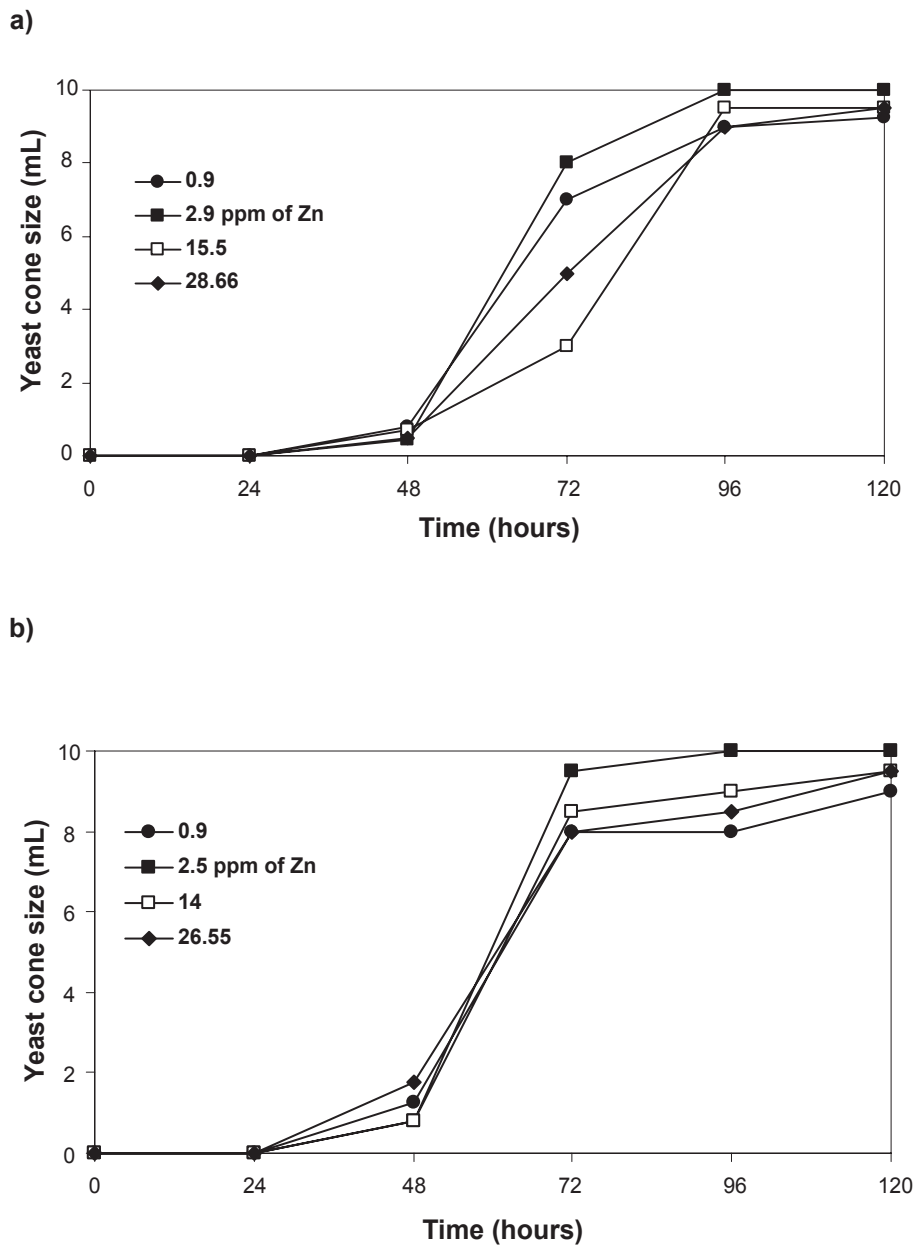 a)
10
8
6
4
2
0
Yeast cone size (mL)
0.9
2.9 ppm of Zn
15.5
28.66
0 24 48 72 96 120
Time (hours)
b)
10
8
6
4
2
0
Yeast cone size (mL)
0.9
2.5 ppm of Zn
14
26.55
0 24 48 72 96 120
Time (hours)